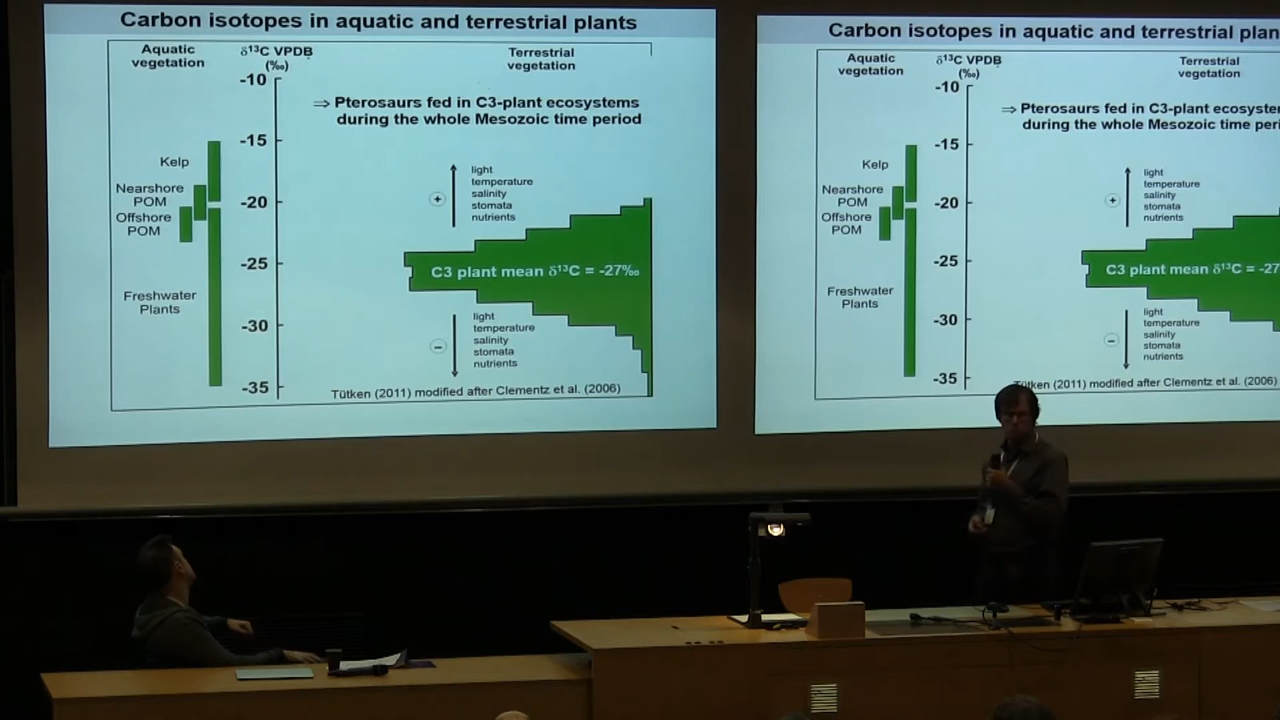 Carbon isotopes in aquatic and terrestrial plants
Aquatic
vegetation
δ¹³C VPDB
(‰)
Terrestrial
vegetation
-10
-15
-20
-25
-30
-35
⇒ Pterosaurs fed in C3-plant ecosystems
during the whole Mesozoic time period
Kelp
Nearshore
POM
Offshore
POM
Freshwater
Plants
+
light
temperature
salinity
stomata
nutrients
C3 plant mean δ¹³C = -27‰
−
light
temperature
salinity
stomata
nutrients
Tütken (2011) modified after Clementz et al. (2006)
Carbon isotopes in aquatic and terrestrial plan
Aquatic
vegetation
δ¹³C VPDB
(‰)
Terrestrial
vegetation
-10
-15
-20
-25
-30
-35
⇒ Pterosaurs fed in C3-plant ecosyste
during the whole Mesozoic time peri
Kelp
Nearshore
POM
Offshore
POM
Freshwater
Plants
+
light
temperature
salinity
stomata
nutrients
C3 plant mean δ¹³C = -27
−
light
temperature
salinity
stomata
nutrients
Tütken (2011) modified after Clementz et al. (2006)